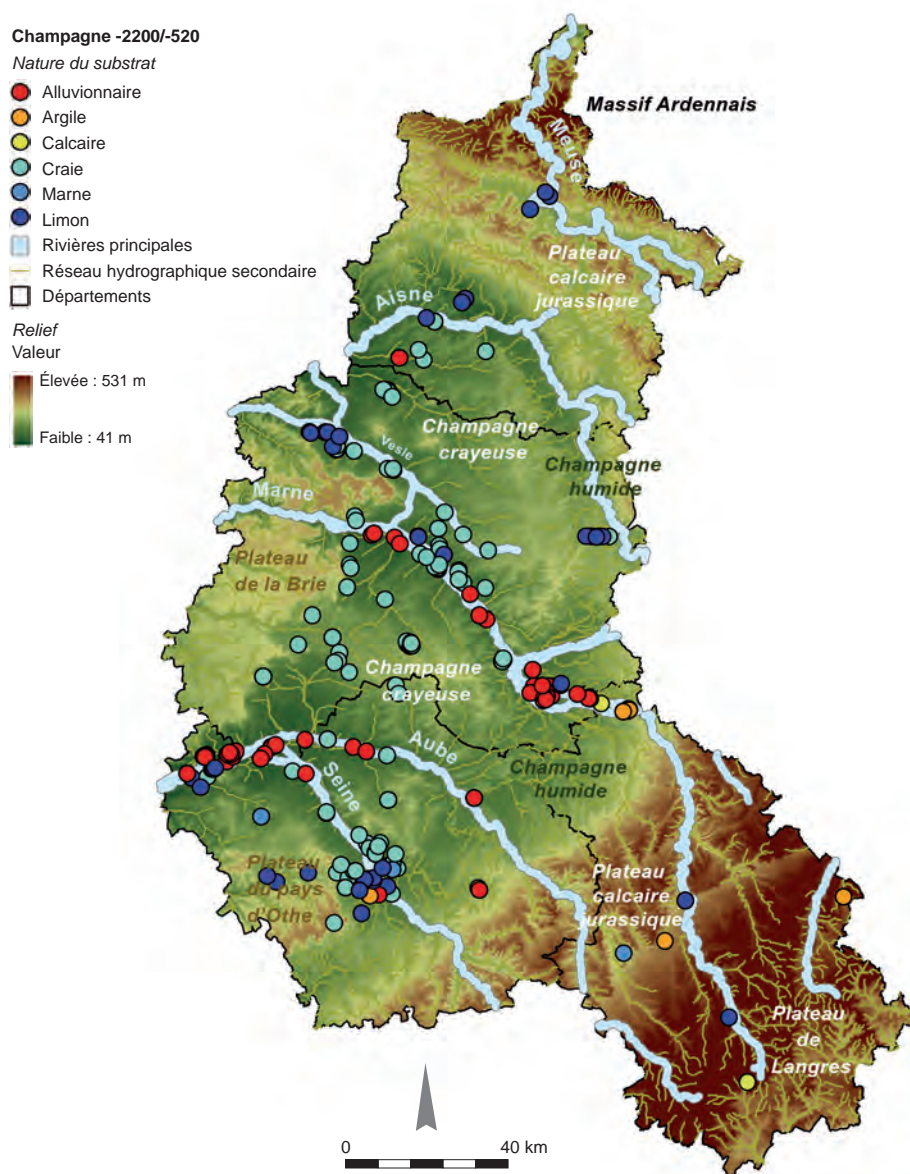 Champagne -2200/-520
Nature du substrat
Alluvionnaire
Argile
Calcaire
Craie
Marne
Limon
Rivières principales
Réseau hydrographique secondaire
Départements
Relief
Valeur
Élevée : 531 m
Faible : 41 m
Massif Ardennais
Meuse
Plateau
calcaire
jurassique
Aisne
Champagne
crayeuse
Vesle
Champagne
humide
Marne
Plateau
de la Brie
Champagne
crayeuse
Aube
Seine
Champagne
humide
Plateau
du pays
d'Othe
Plateau
calcaire
jurassique
Plateau
de
Langres
0 40 km